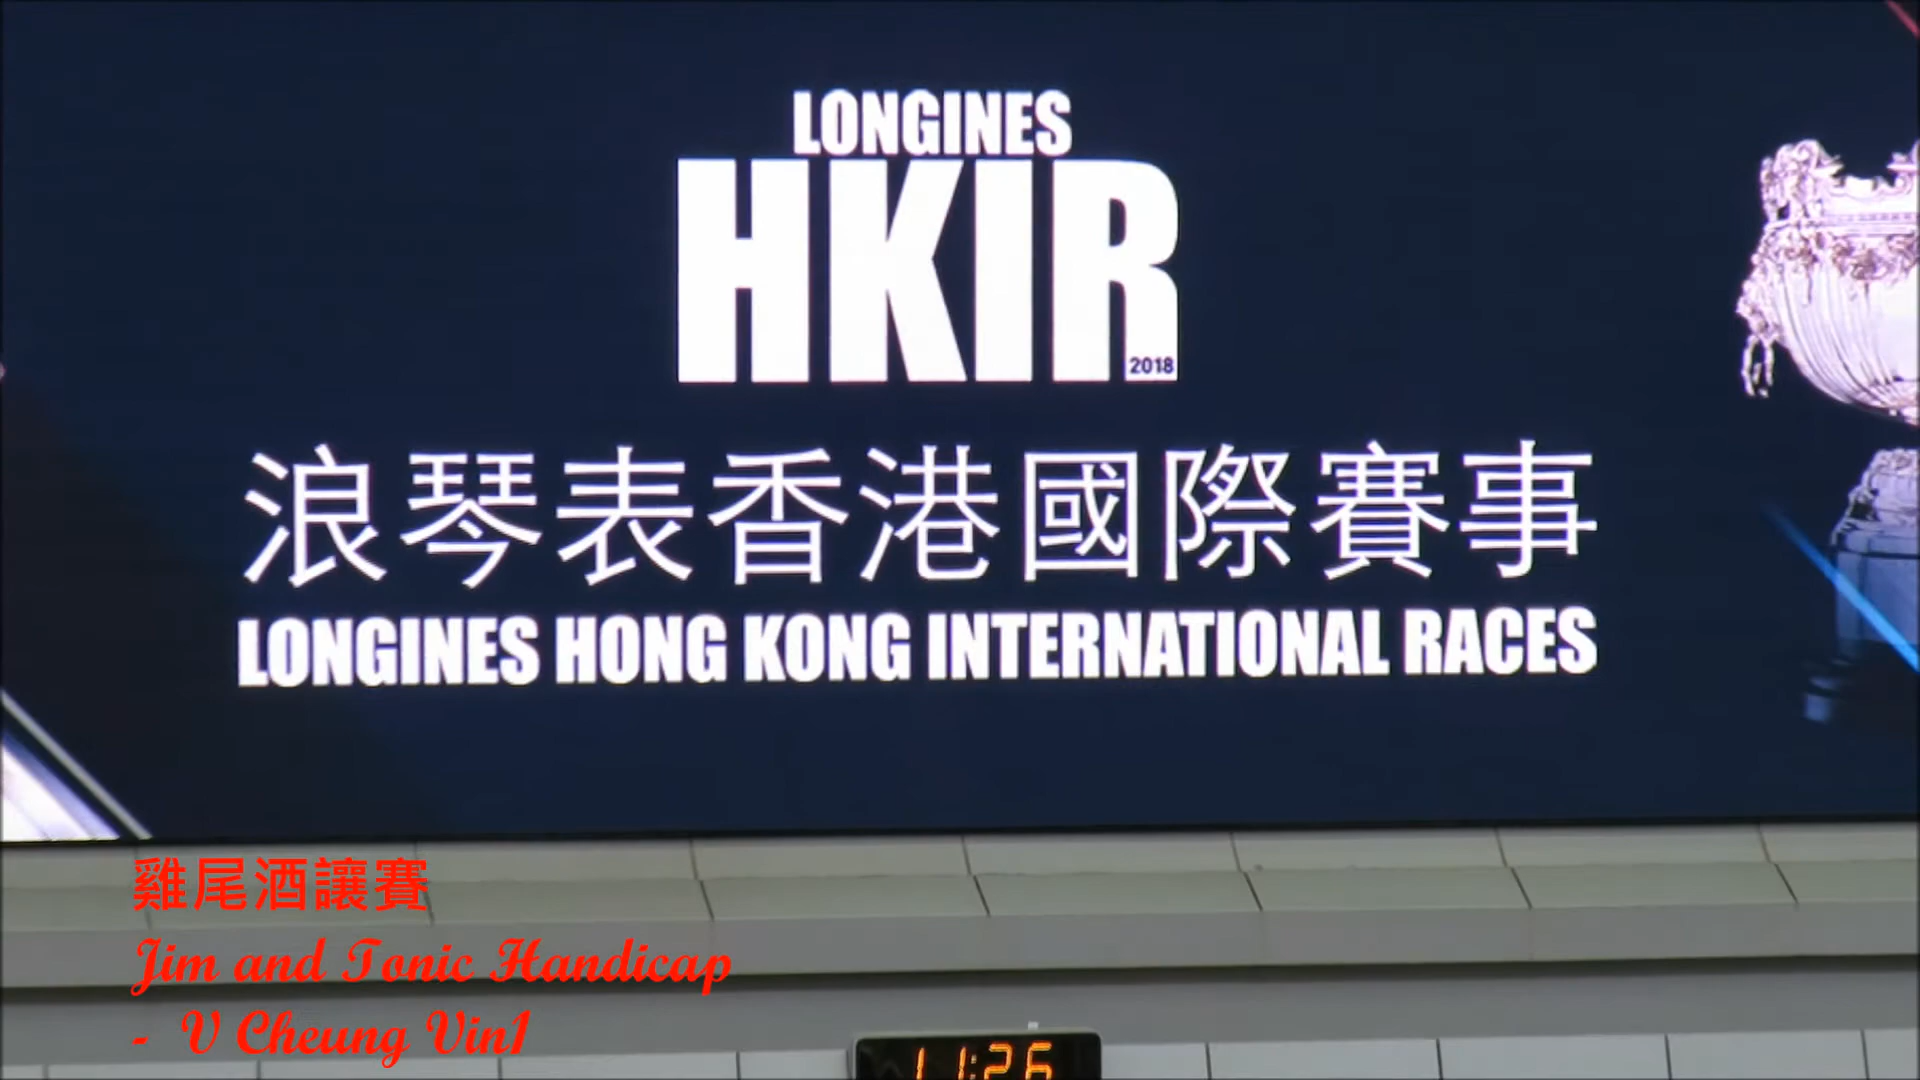 LONGINES
HKIR
2018
浪琴表香港國際賽事
LONGINES HONG KONG INTERNATIONAL RACES
雞尾酒讓賽
Jim and Tonic Handicap
- V Cheung Vin1
11:26